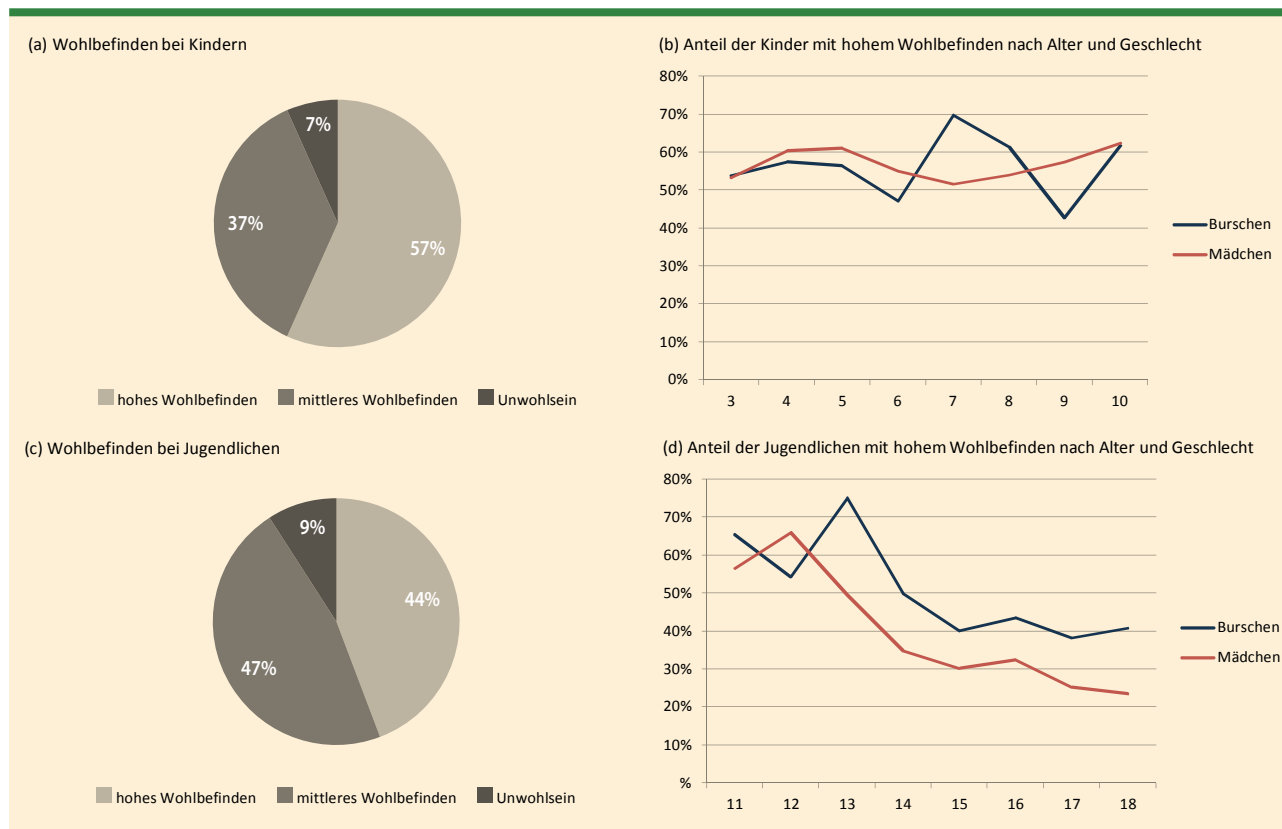 (a) Wohlbefinden bei Kindern
7%
37%
57%
hohes Wohlbefinden mittleres Wohlbefinden Unwohlsein
(b) Anteil der Kinder mit hohem Wohlbefinden nach Alter und Geschlecht
80%
70%
60%
50%
40%
30%
20%
10%
0%
3 4 5 6 7 8 9 10
Burschen
Mädchen
(c) Wohlbefinden bei Jugendlichen
9%
44%
47%
hohes Wohlbefinden mittleres Wohlbefinden Unwohlsein
(d) Anteil der Jugendlichen mit hohem Wohlbefinden nach Alter und Geschlecht
80%
70%
60%
50%
40%
30%
20%
10%
%
11 12 13 14 15 16 17 18
Burschen
Mädchen